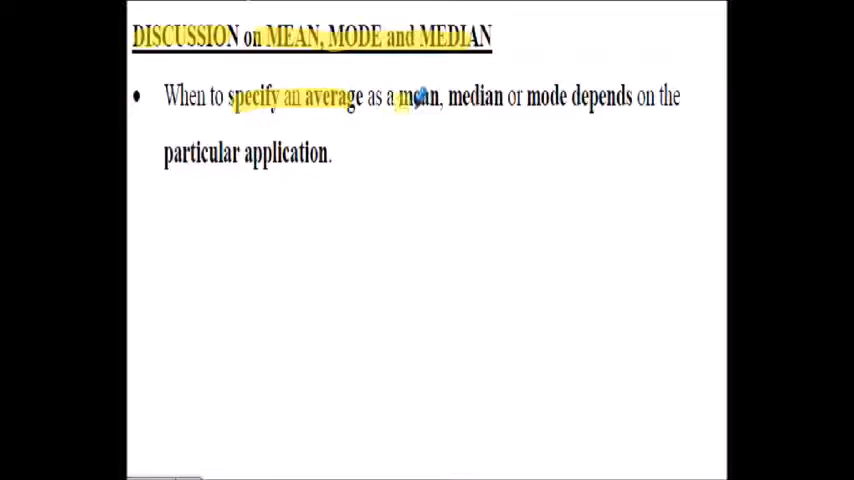 DISCUSSION on MEAN, MODE and MEDIAN
• When to specify an average as a mean, median or mode depends on the
particular application.